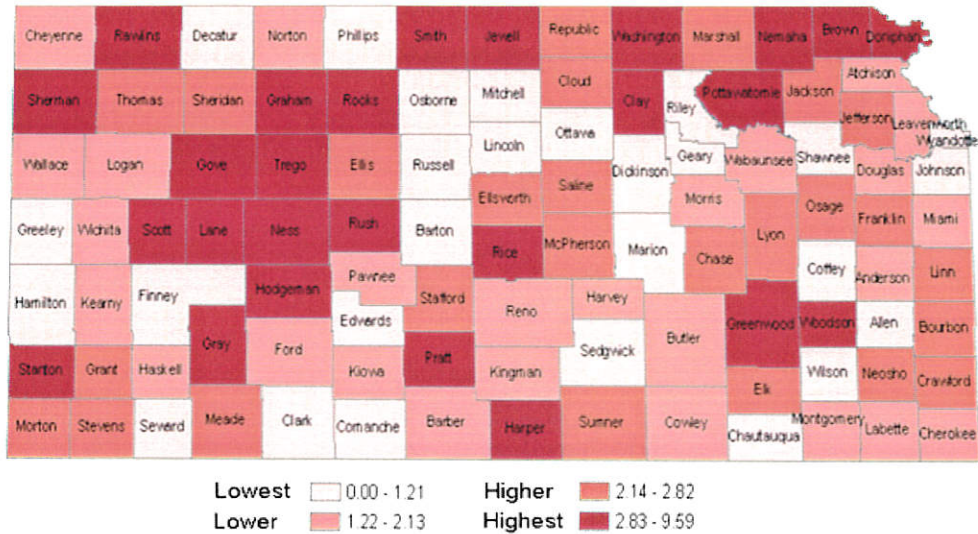 Cheyenne Rawlins Decatur Norton Phillips Smith Jewell Republic Washington Marshall Nemaha Brown Doniphan
Sherman Thomas Sheridan Graham Rooks Osborne Mitchell Cloud Clay Riley Pottawatomie Jackson Atchison
Jefferson Leavenworth
Wyandotte
Lincoln Ottawa
Wallace Logan Gove Trego Ellis Russell Dickinson Geary Wabaunsee Shawnee Douglas Johnson
Ellsworth Saline Morris
Greeley Wichita Scott Lane Ness Rush Barton Rice McPherson Marion Chase Lyon Osage Franklin Miami
Hamilton Kearny Finney Hodgeman Pawnee Stafford Reno Harvey Coffey Anderson Linn
Edwards
Gray Ford Sedgwick Butler Greenwood Woodson Allen Bourbon
Stanton Grant Haskell Kiowa Pratt Kingman Elk Wilson Neosho Crawford
Morton Stevens Seward Meade Clark Comanche Barber Harper Sumner Cowley Chautauqua Montgomery Labette Cherokee
Lowest 0.00 - 1.21 Higher 2.14 - 2.82
Lower 1.22 - 2.13 Highest 2.83 - 9.59